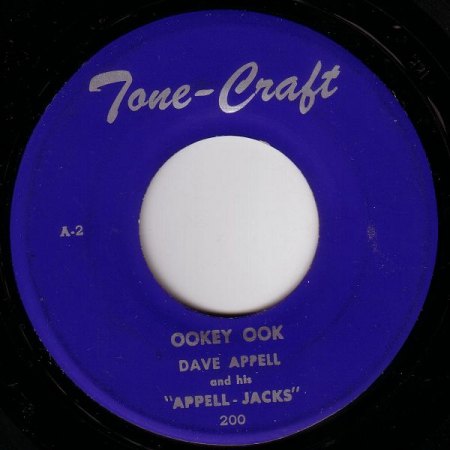 Tone-Craft
A-2
OOKEY OOK
DAVE APPELL
and his
"APPELL - JACKS"
200